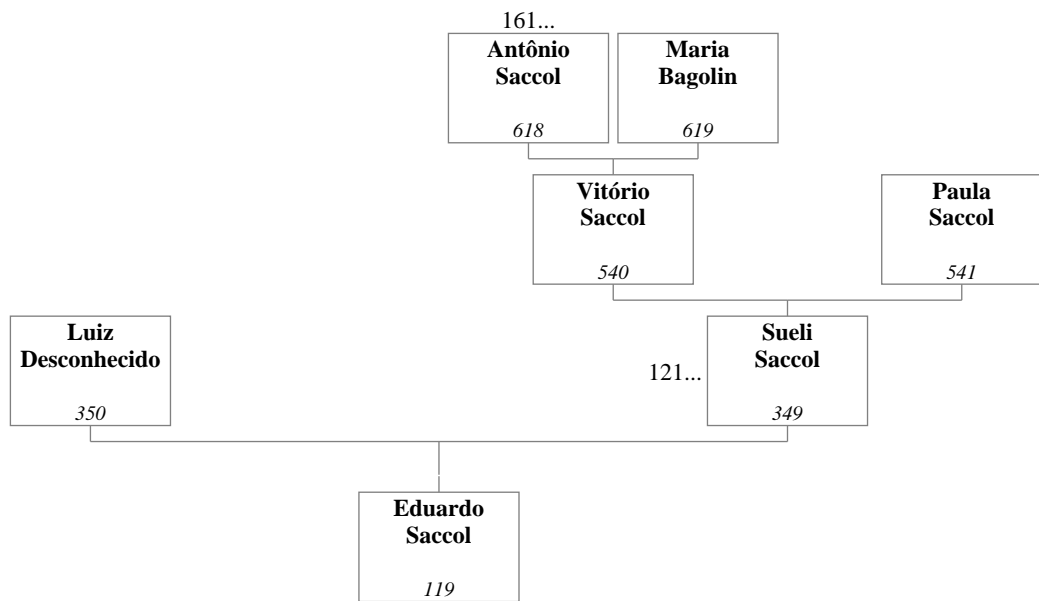 161...
Antônio
Saccol
618
Maria
Bagolin
619
Vitório
Saccol
540
Paula
Saccol
541
Luiz
Desconhecido
350
121...
Sueli
Saccol
349
Eduardo
Saccol
119